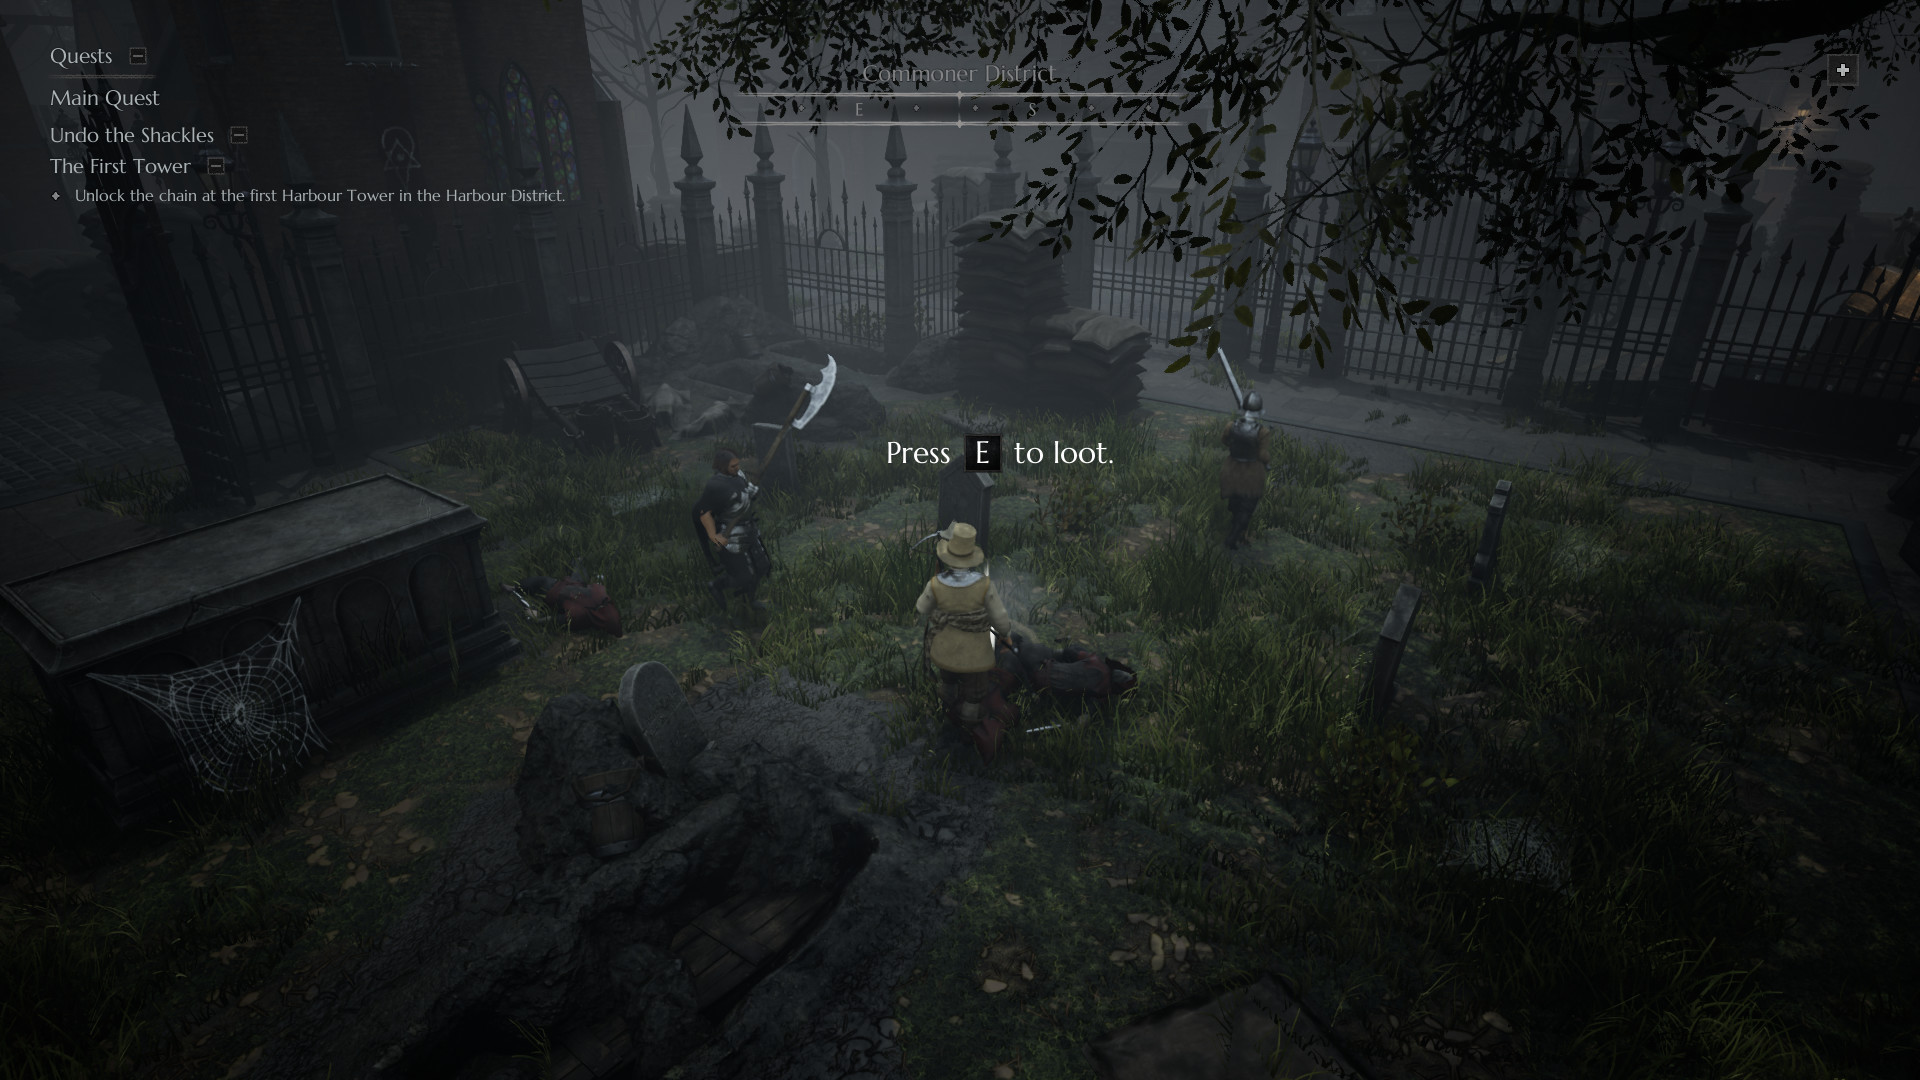 Quests
Commoner District
E S
Main Quest
Undo the Shackles
The First Tower
Unlock the chain at the first Harbour Tower in the Harbour District.
Press E to loot.